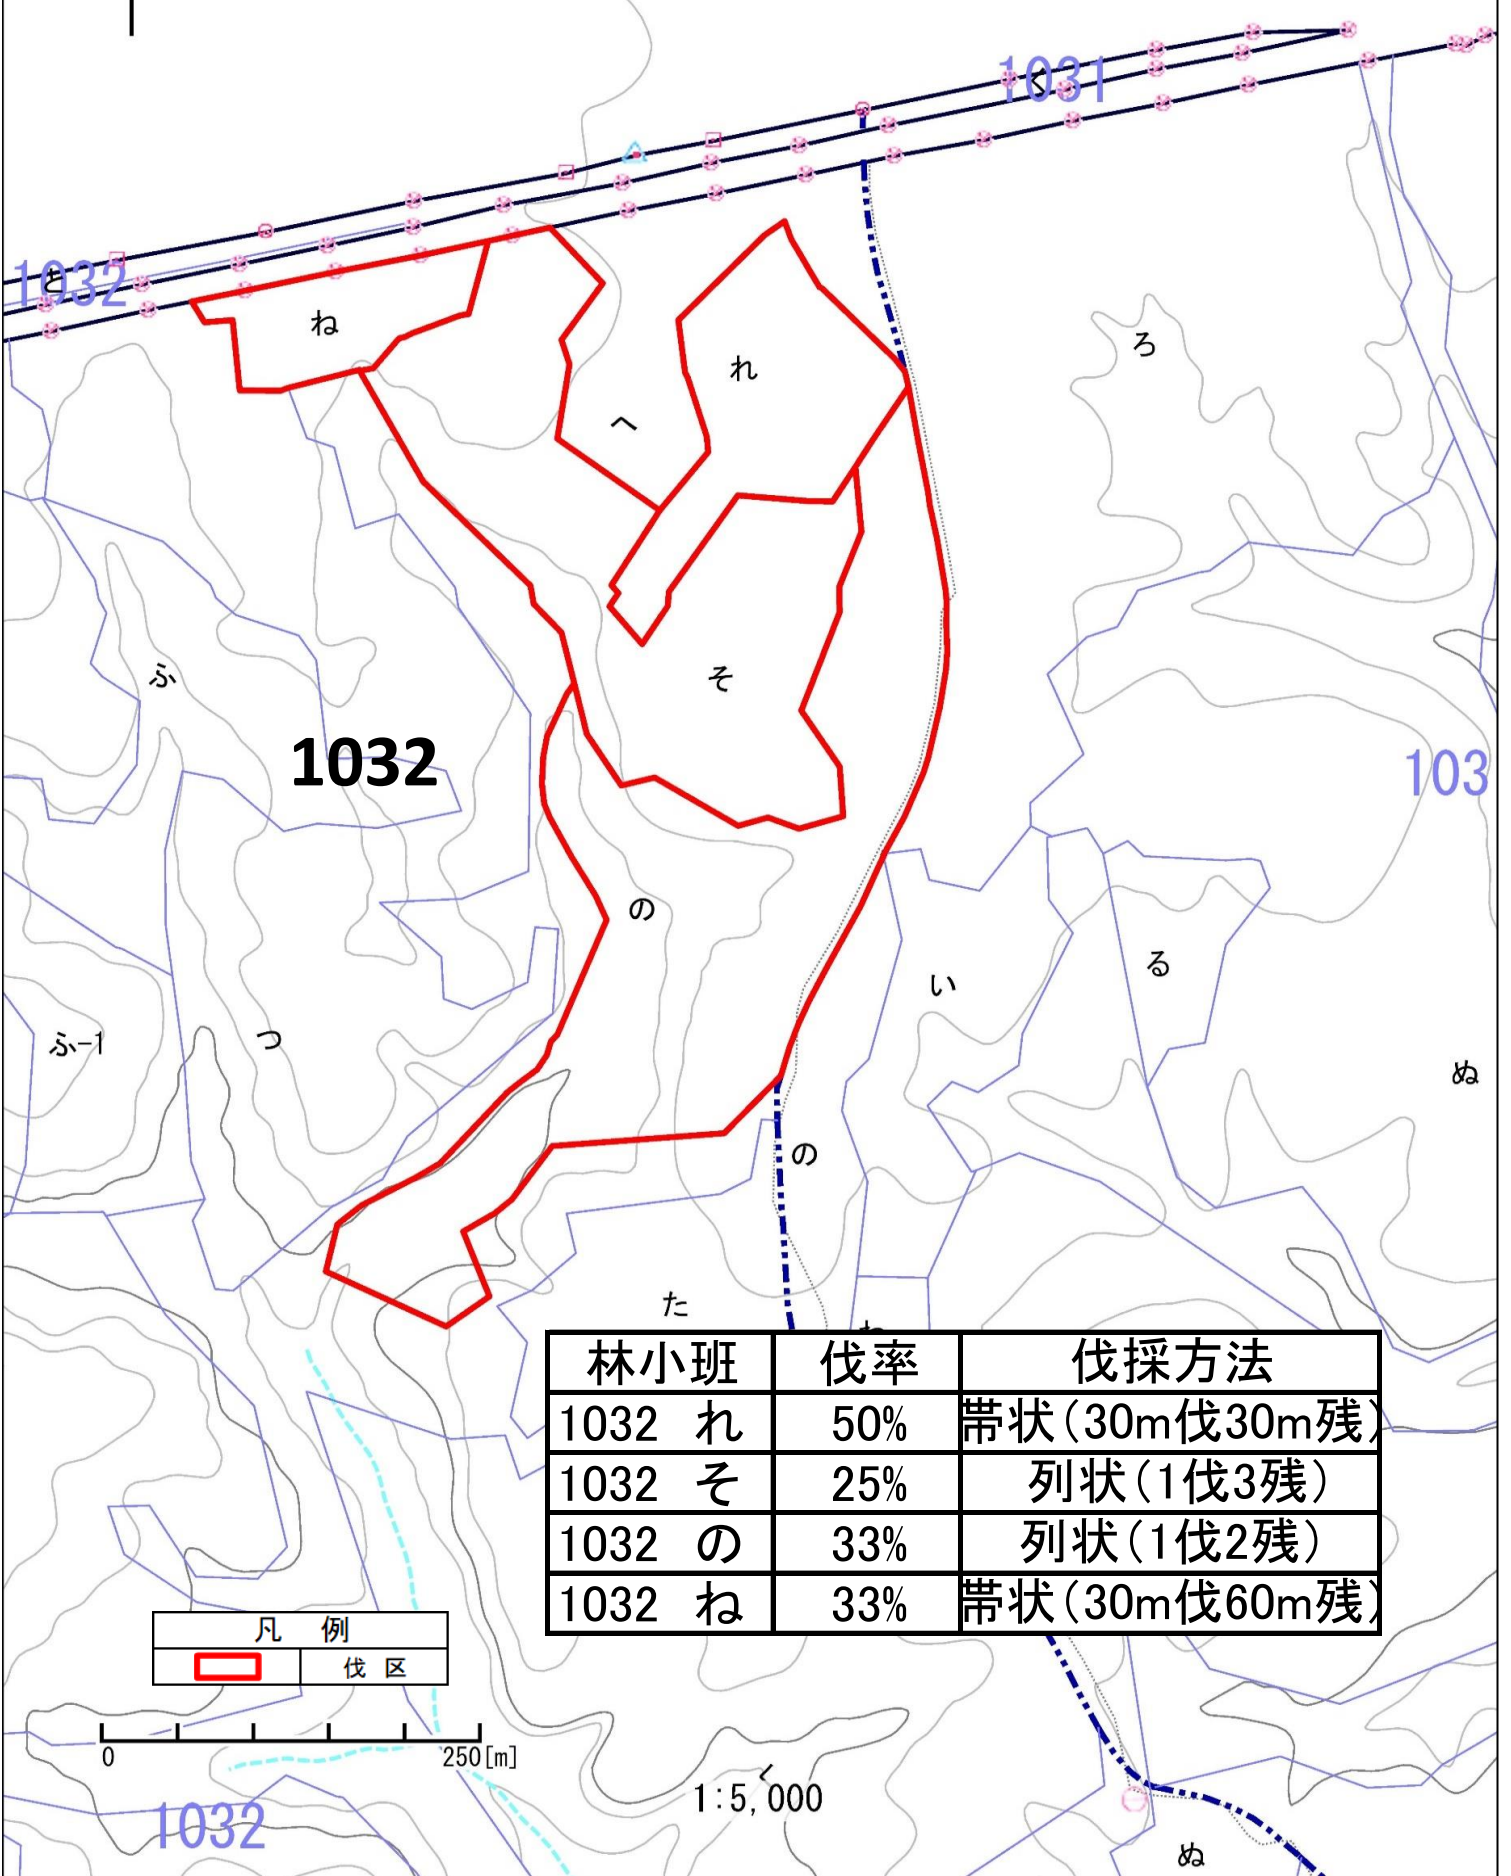 1031
く
1032
と
ね
れ
ろ
へ
ふ
そ
1032
103
の
い
る
ふ-1
つ
ぬ
の
た
林小班 伐率 伐採方法
1032 れ 50% 帯状(30m伐30m残)
1032 そ 25% 列状(1伐3残)
1032 の 33% 列状(1伐2残)
1032 ね 33% 帯状(30m伐60m残)
凡 例
伐 区
0 250[m]
く
1:5,000
1032
ぬ